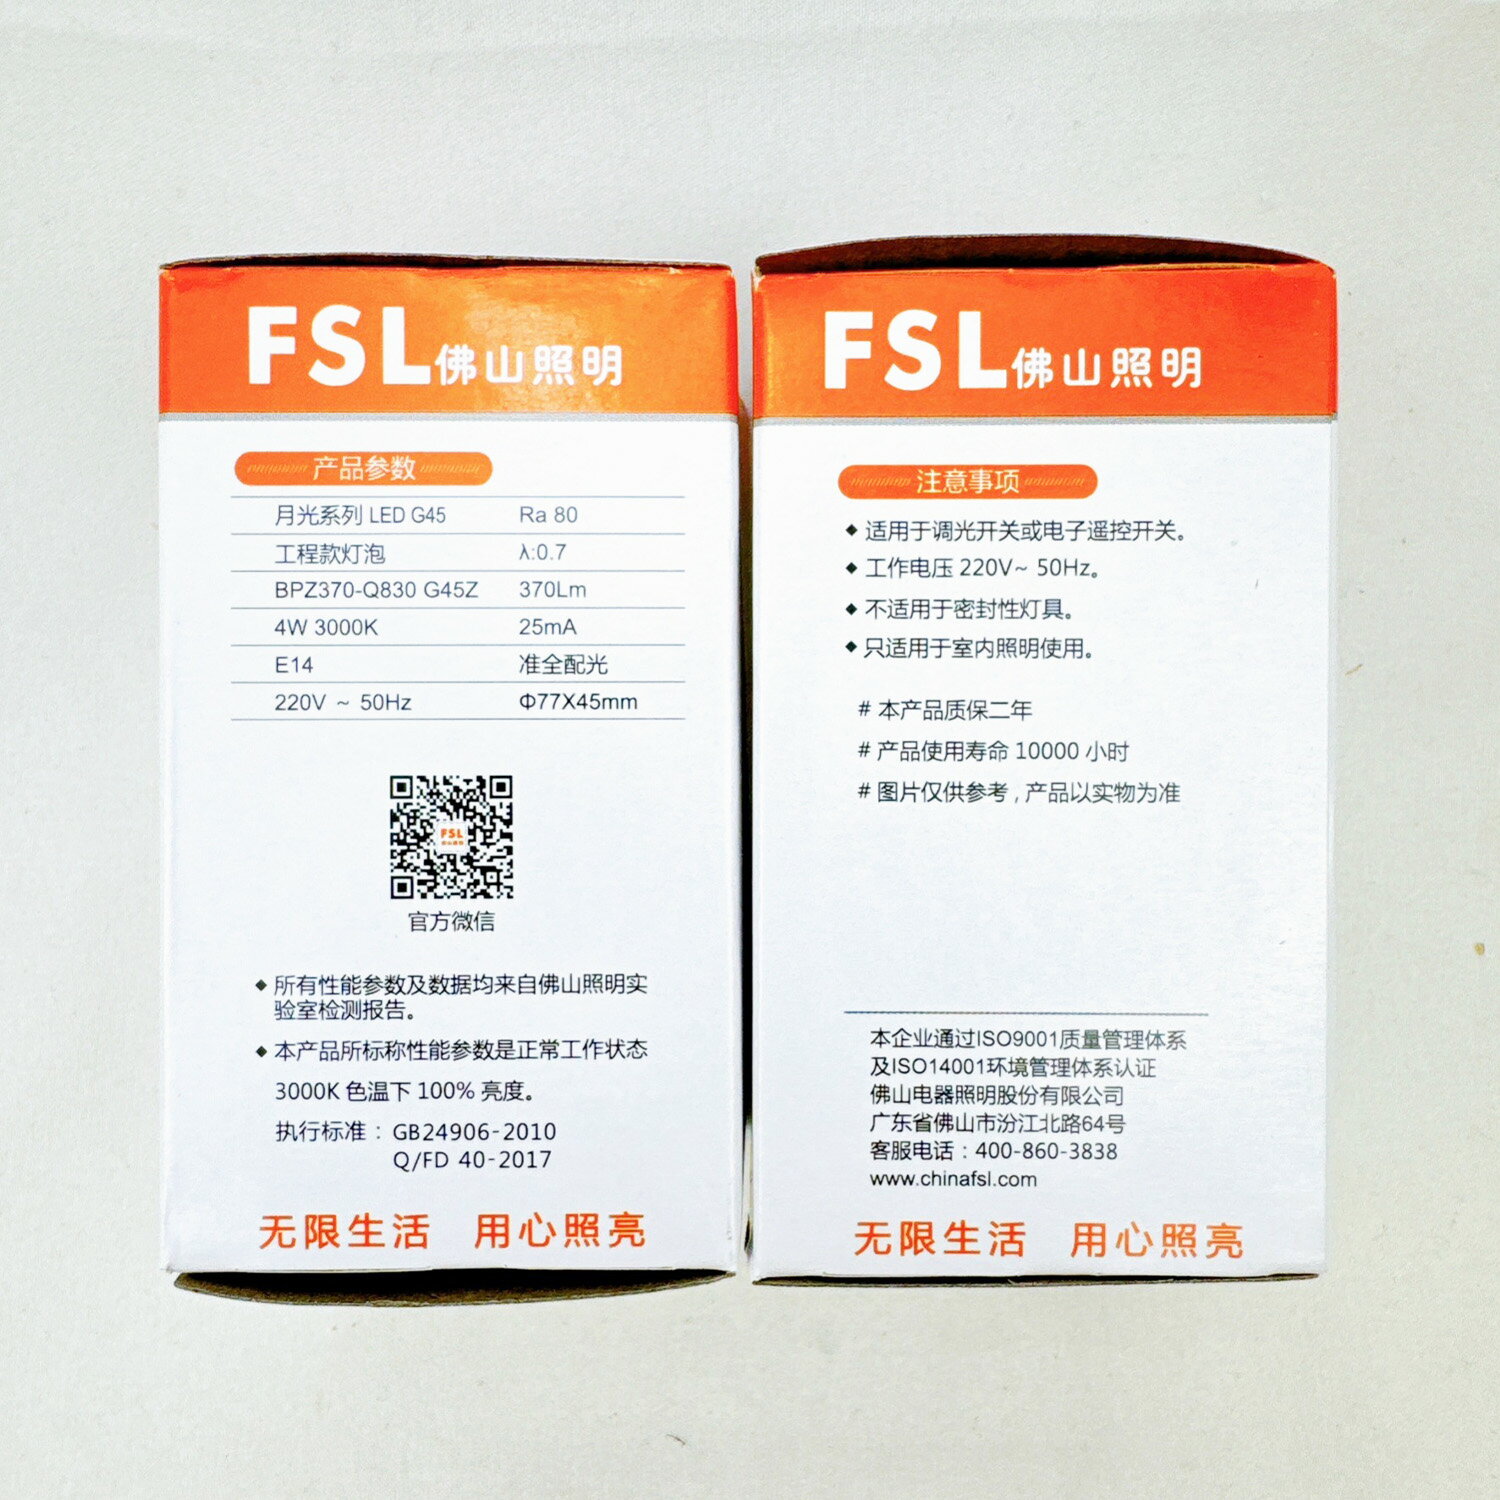 FSL佛山照明
产品参数
月光系列 LED G45 Ra 80
工程款灯泡 λ:0.7
BPZ370-Q830 G45Z 370Lm
4W 3000K 25mA
E14 准全配光
220V ~ 50Hz Φ77X45mm
FSL
官方微信
◆ 所有性能参数及数据均来自佛山照明实
验室检测报告。
◆ 本产品所标称性能参数是正常工作状态
3000K 色温下 100% 亮度。
执行标准：GB24906-2010
Q/FD 40-2017
无限生活 用心照亮
FSL佛山照明
注意事项
◆ 适用于调光开关或电子遥控开关。
◆ 工作电压 220V~ 50Hz。
◆ 不适用于密封性灯具。
◆ 只适用于室内照明使用。
# 本产品质保二年
# 产品使用寿命 10000 小时
# 图片仅供参考,产品以实物为准
本企业通过ISO9001质量管理体系
及ISO14001环境管理体系认证
佛山电器照明股份有限公司
广东省佛山市汾江北路64号
客服电话：400-860-3838
www.chinafsl.com
无限生活 用心照亮